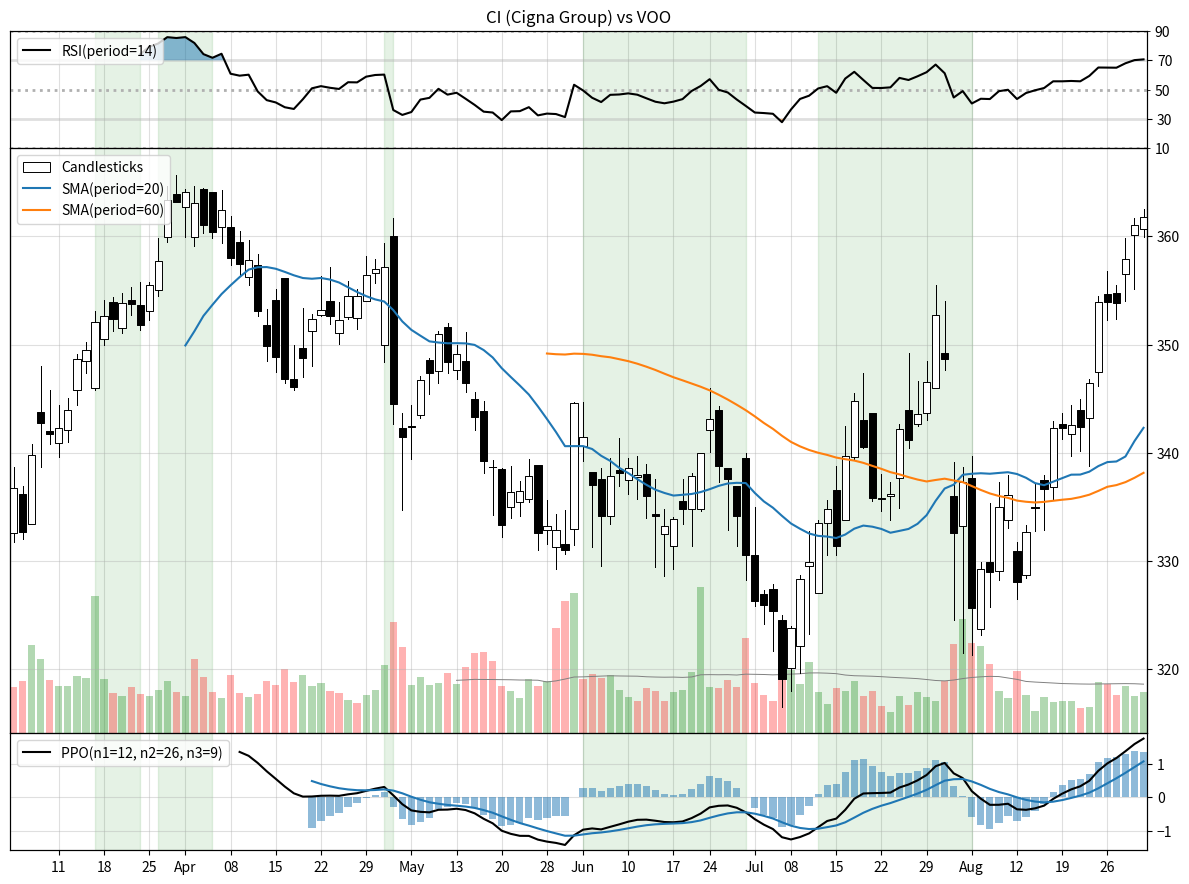 CI (Cigna Group) vs VOO
RSI(period=14)
90
70
50
30
10
Candlesticks
SMA(period=20)
SMA(period=60)
360
350
340
330
320
PPO(n1=12, n2=26, n3=9)
1
0
−1
11 18 25 Apr 08 15 22 29 May 13 20 28 Jun 10 17 24 Jul 08 15 22 29 Aug 12 19 26